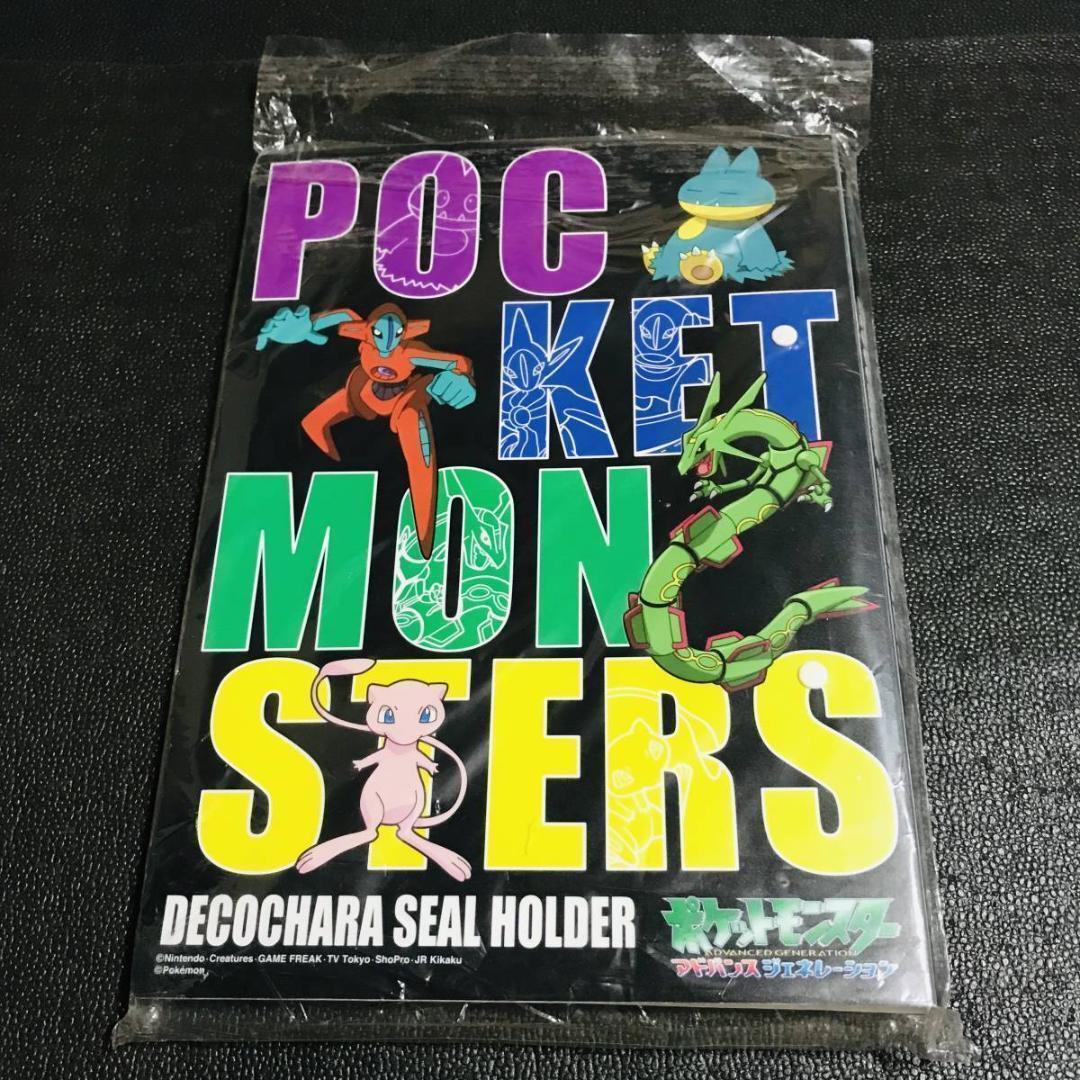 POC
KET
MON
STERS
DECOCHARA SEAL HOLDER
©Nintendo·Creatures·GAME FREAK·TV Tokyo·ShoPro·JR Kikaku
©Pokémon
ポケットモンスター
ADVANCED GENERATION
アドバンスジェネレーション